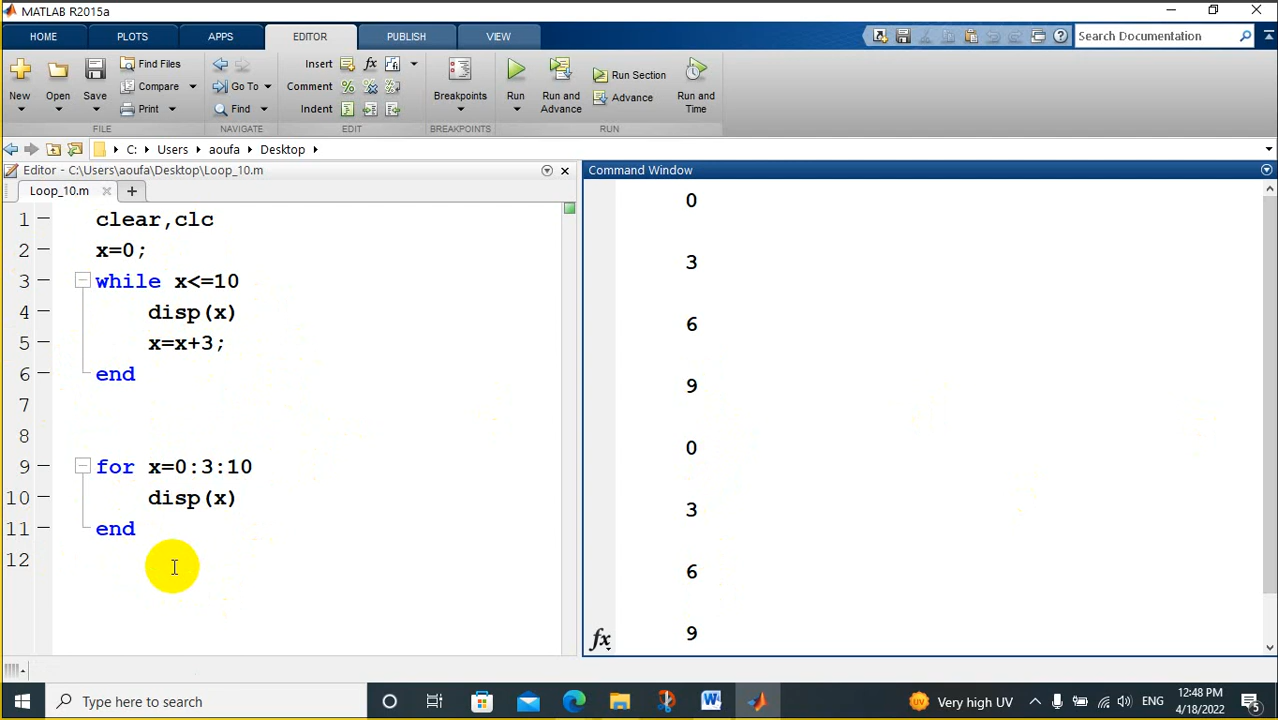 MATLAB R2015a
HOME PLOTS APPS EDITOR PUBLISH VIEW Search Documentation
New Open Save Find Files Compare Print Go To Find Insert fx Comment Indent Breakpoints Run Run and Advance Run Section Advance Run and Time
FILE NAVIGATE EDIT BREAKPOINTS RUN
C: Users aoufa Desktop
Editor - C:\Users\aoufa\Desktop\Loop_10.m
Loop_10.m
1 clear,clc
2 x=0;
3 while x<=10
4 disp(x)
5 x=x+3;
6 end
7
8
9 for x=0:3:10
10 disp(x)
11 end
12
Command Window
0
3
6
9
0
3
6
9
fx
Type here to search W Very high UV ENG 12:48 PM 4/18/2022 5